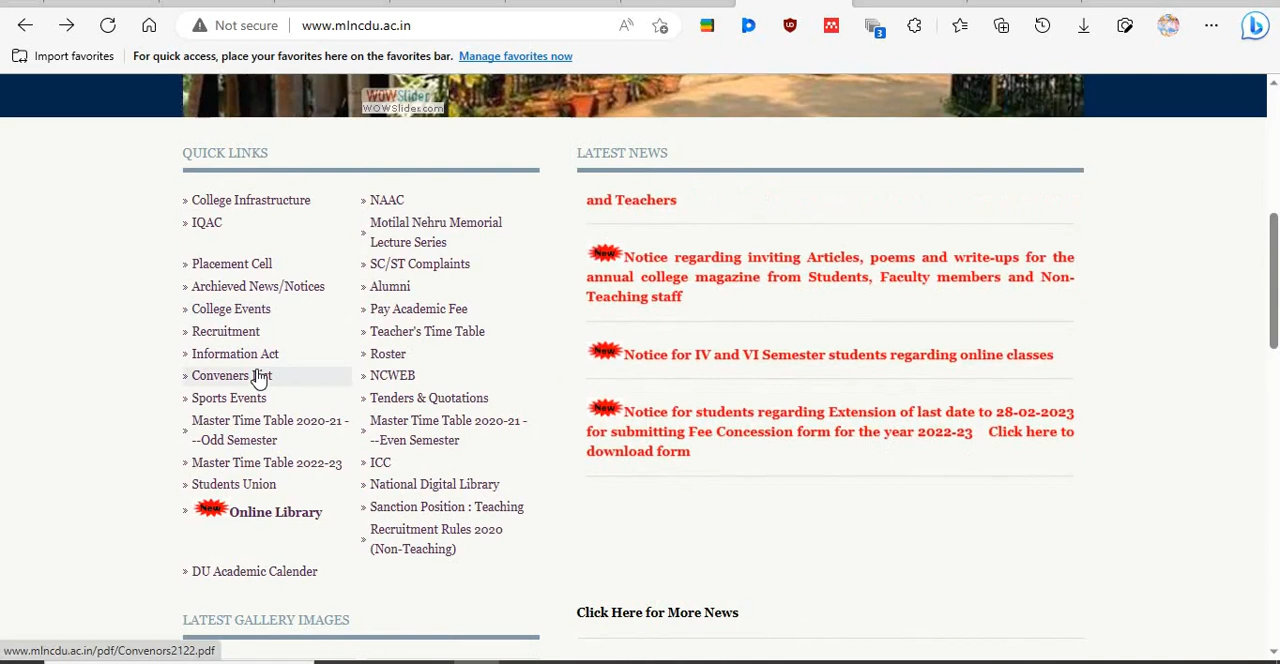 Not secure
www.mlncdu.ac.in
3
Import favorites
For quick access, place your favorites here on the favorites bar. Manage favorites now
WOWSlider
WOWSlider.com
QUICK LINKS
» College Infrastructure
» NAAC
» IQAC
» Motilal Nehru Memorial
Lecture Series
» Placement Cell
» SC/ST Complaints
» Archieved News/Notices
» Alumni
» College Events
» Pay Academic Fee
» Recruitment
» Teacher's Time Table
» Information Act
» Roster
» Conveners
» NCWEB
» Sports Events
» Tenders & Quotations
» Master Time Table 2020-21 -
--Odd Semester
» Master Time Table 2020-21 -
--Even Semester
» Master Time Table 2022-23
» ICC
» Students Union
» National Digital Library
» New Online Library
» Sanction Position : Teaching
» Recruitment Rules 2020
(Non-Teaching)
» DU Academic Calender
LATEST GALLERY IMAGES
LATEST NEWS
and Teachers
New Notice regarding inviting Articles, poems and write-ups for the
annual college magazine from Students, Faculty members and Non-
Teaching staff
New Notice for IV and VI Semester students regarding online classes
New Notice for students regarding Extension of last date to 28-02-2023
for submitting Fee Concession form for the year 2022-23 Click here to
download form
Click Here for More News
www.mlncdu.ac.in/pdf/Convenors2122.pdf